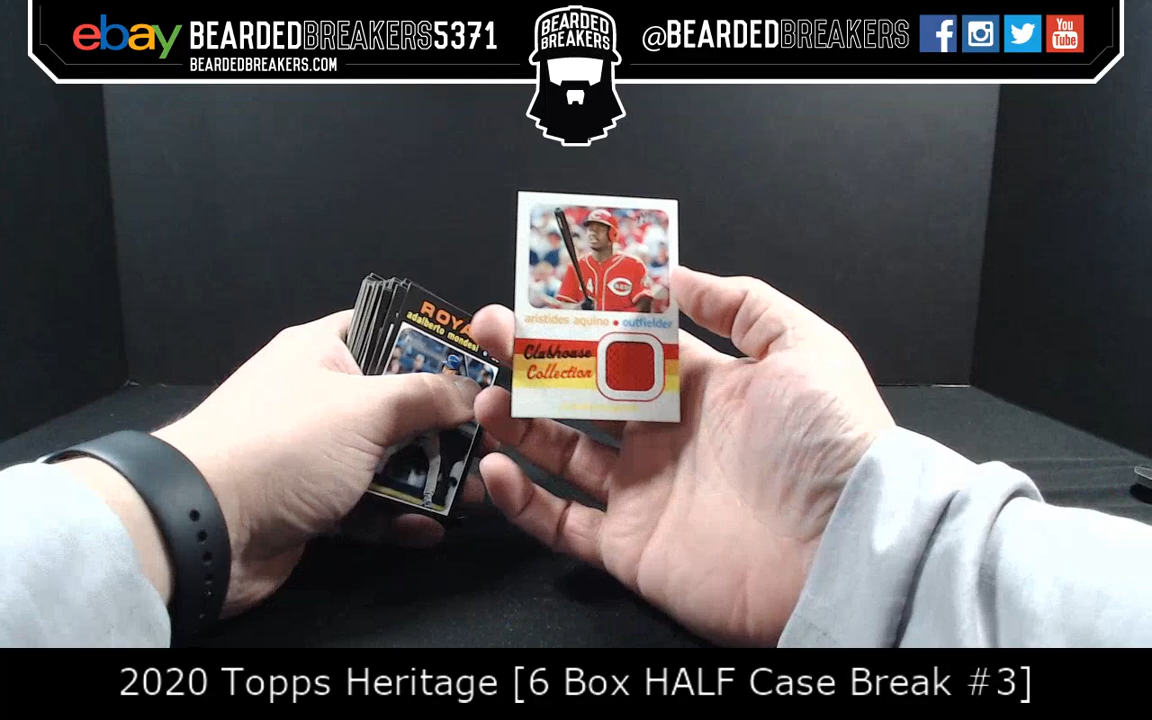 ebay BEARDEDBREAKERS5371
BEARDEDBREAKERS.COM
BEARDED
BREAKERS
@BEARDEDBREAKERS
You
Tube
ROYA
adalberto mondesi
REDS
aristides aquino • outfielder
Clubhouse
Collection
2020 Topps Heritage [6 Box HALF Case Break #3]